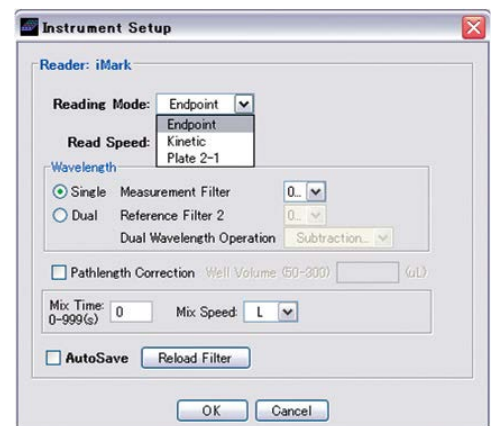 Instrument Setup
Reader: iMark
Reading Mode: Endpoint
Endpoint
Kinetic
Plate 2-1
Read Speed:
Wavelength
Single Measurement Filter 0...
Dual Reference Filter 2 0...
Dual Wavelength Operation Subtraction...
Pathlength Correction Well Volume (50-300) (uL)
Mix Time: 0-999(s) 0 Mix Speed: L
AutoSave Reload Filter
OK Cancel